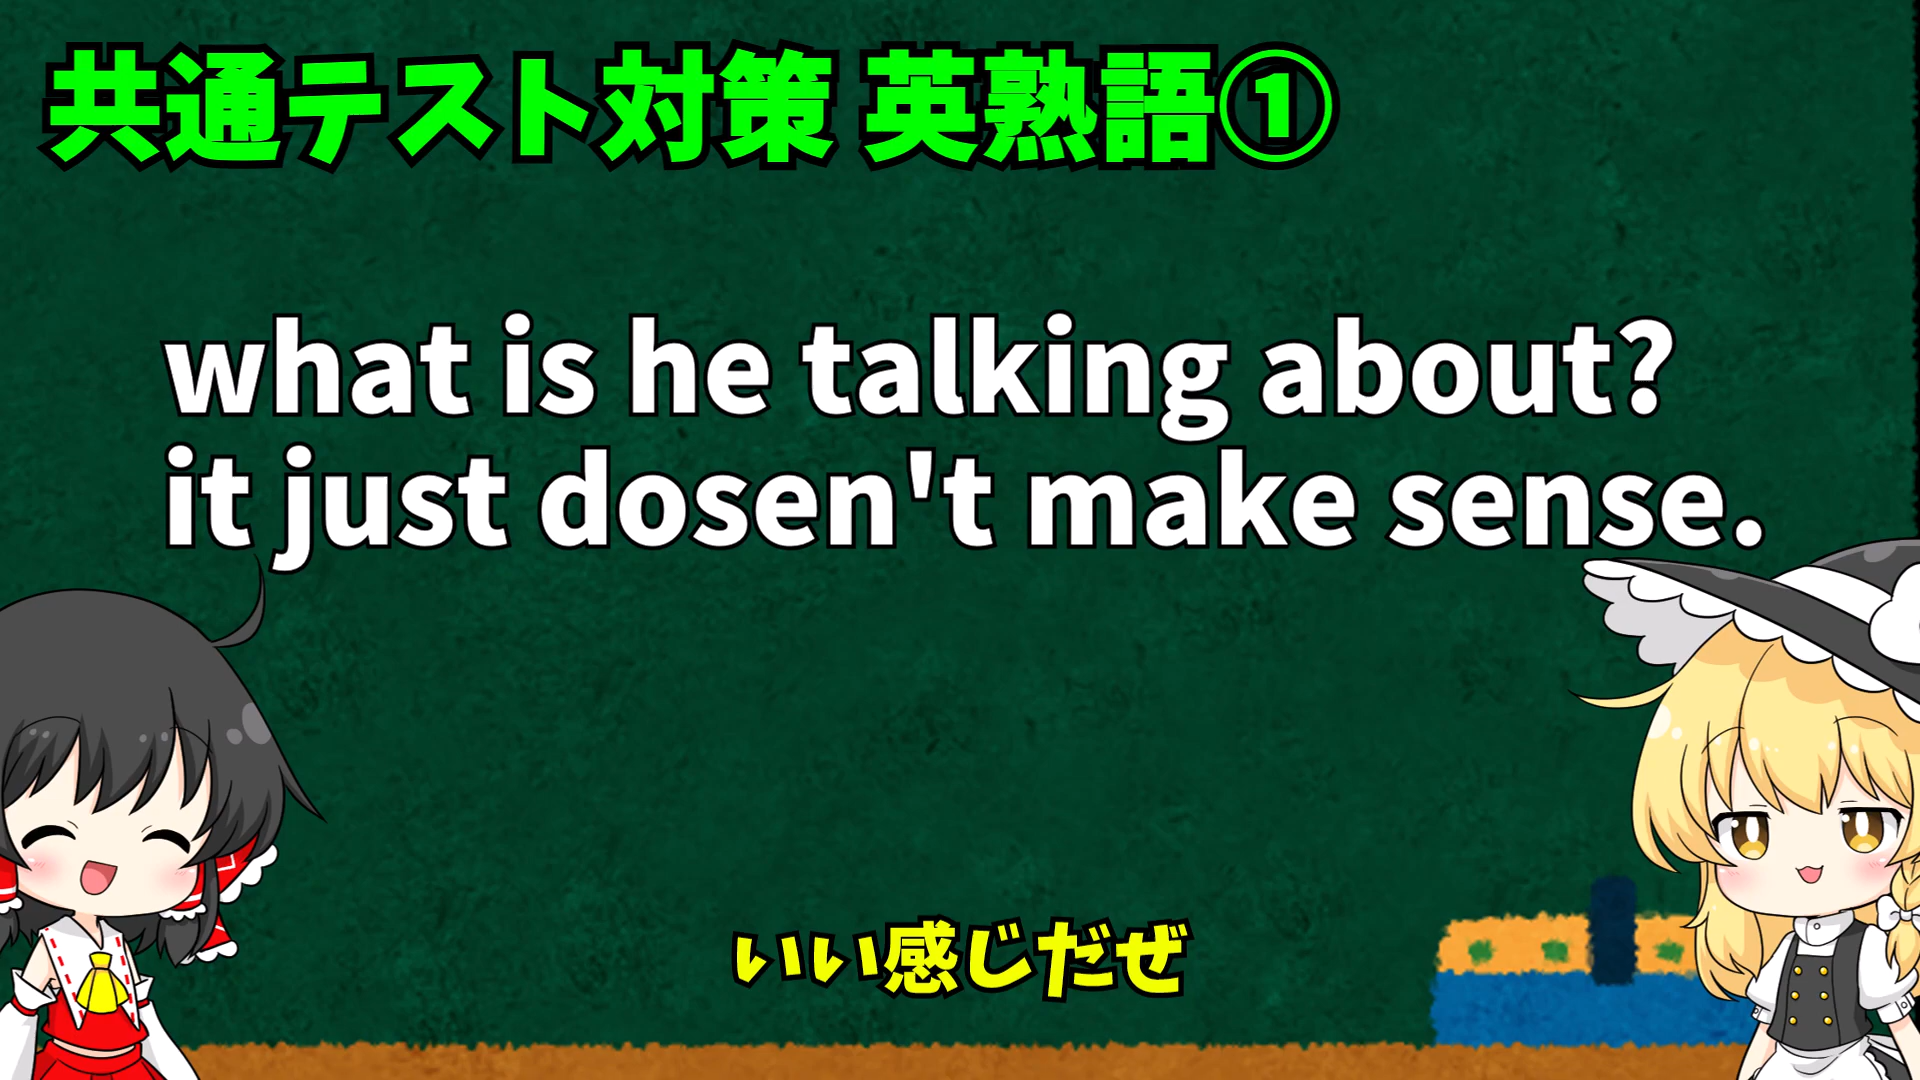 共通テスト対策 英熟語①
what is he talking about?
it just dosen't make sense.
いい感じだぜ